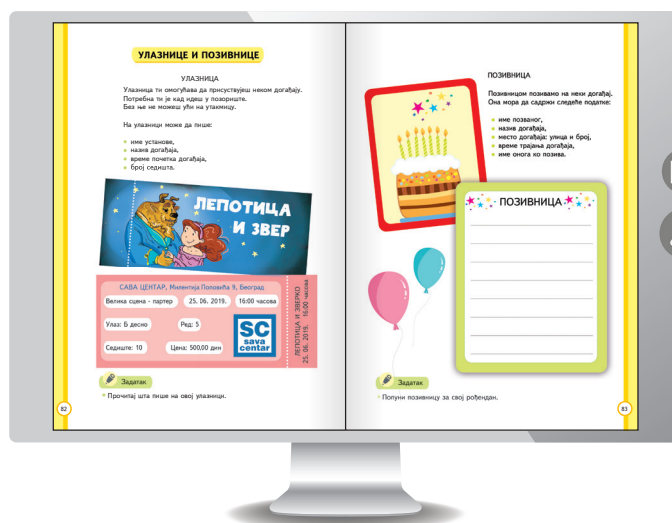 УЛАЗНИЦЕ И ПОЗИВНИЦЕ
УЛАЗНИЦА
Улазница ти омогућава да присуствујеш неком догађају.
Потребна ти је кад идеш у позориште.
Без ње не можеш ући на утакмицу.
На улазници може да пише:
име установе,
назив догађаја,
време почетка догађаја,
број седишта.
ЛЕПОТИЦА
И ЗВЕР
САВА ЦЕНТАР, Милентија Поповића 9, Београд
Велика сцена - партер
25. 06. 2019.
16:00 часова
Улаз: Б десно
Ред: 5
Седиште: 10
Цена: 500,00 дин
SC
sava
centar
ЛЕПОТИЦА И ЗВЕРКО
25. 06. 2019. 16:00 часова
Задатак
Прочитај шта пише на овој улазници.
82
ПОЗИВНИЦА
Позивницом позивамо на неки догађај.
Она мора да садржи следеће податке:
име позваног,
назив догађаја,
место догађаја: улица и број,
време трајања догађаја,
име онога ко позива.
ПОЗИВНИЦА
Задатак
Попуни позивницу за свој рођендан.
83